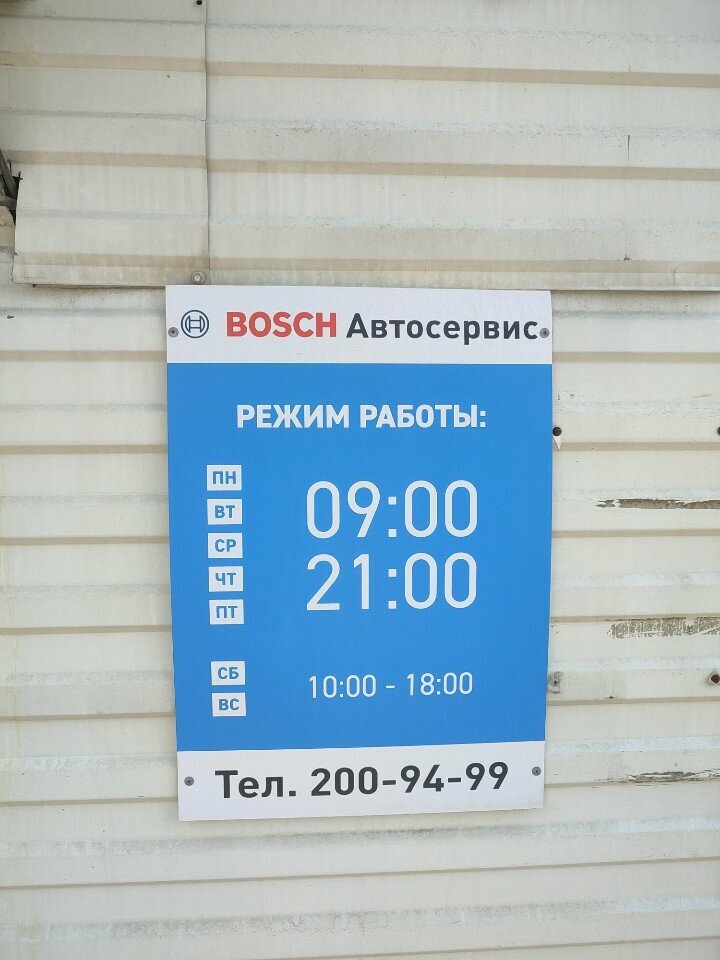 BOSCH Автосервис
РЕЖИМ РАБОТЫ:
ПН
ВТ
СР
ЧТ
ПТ
09:00
21:00
СБ
ВС
10:00 - 18:00
Тел. 200-94-99